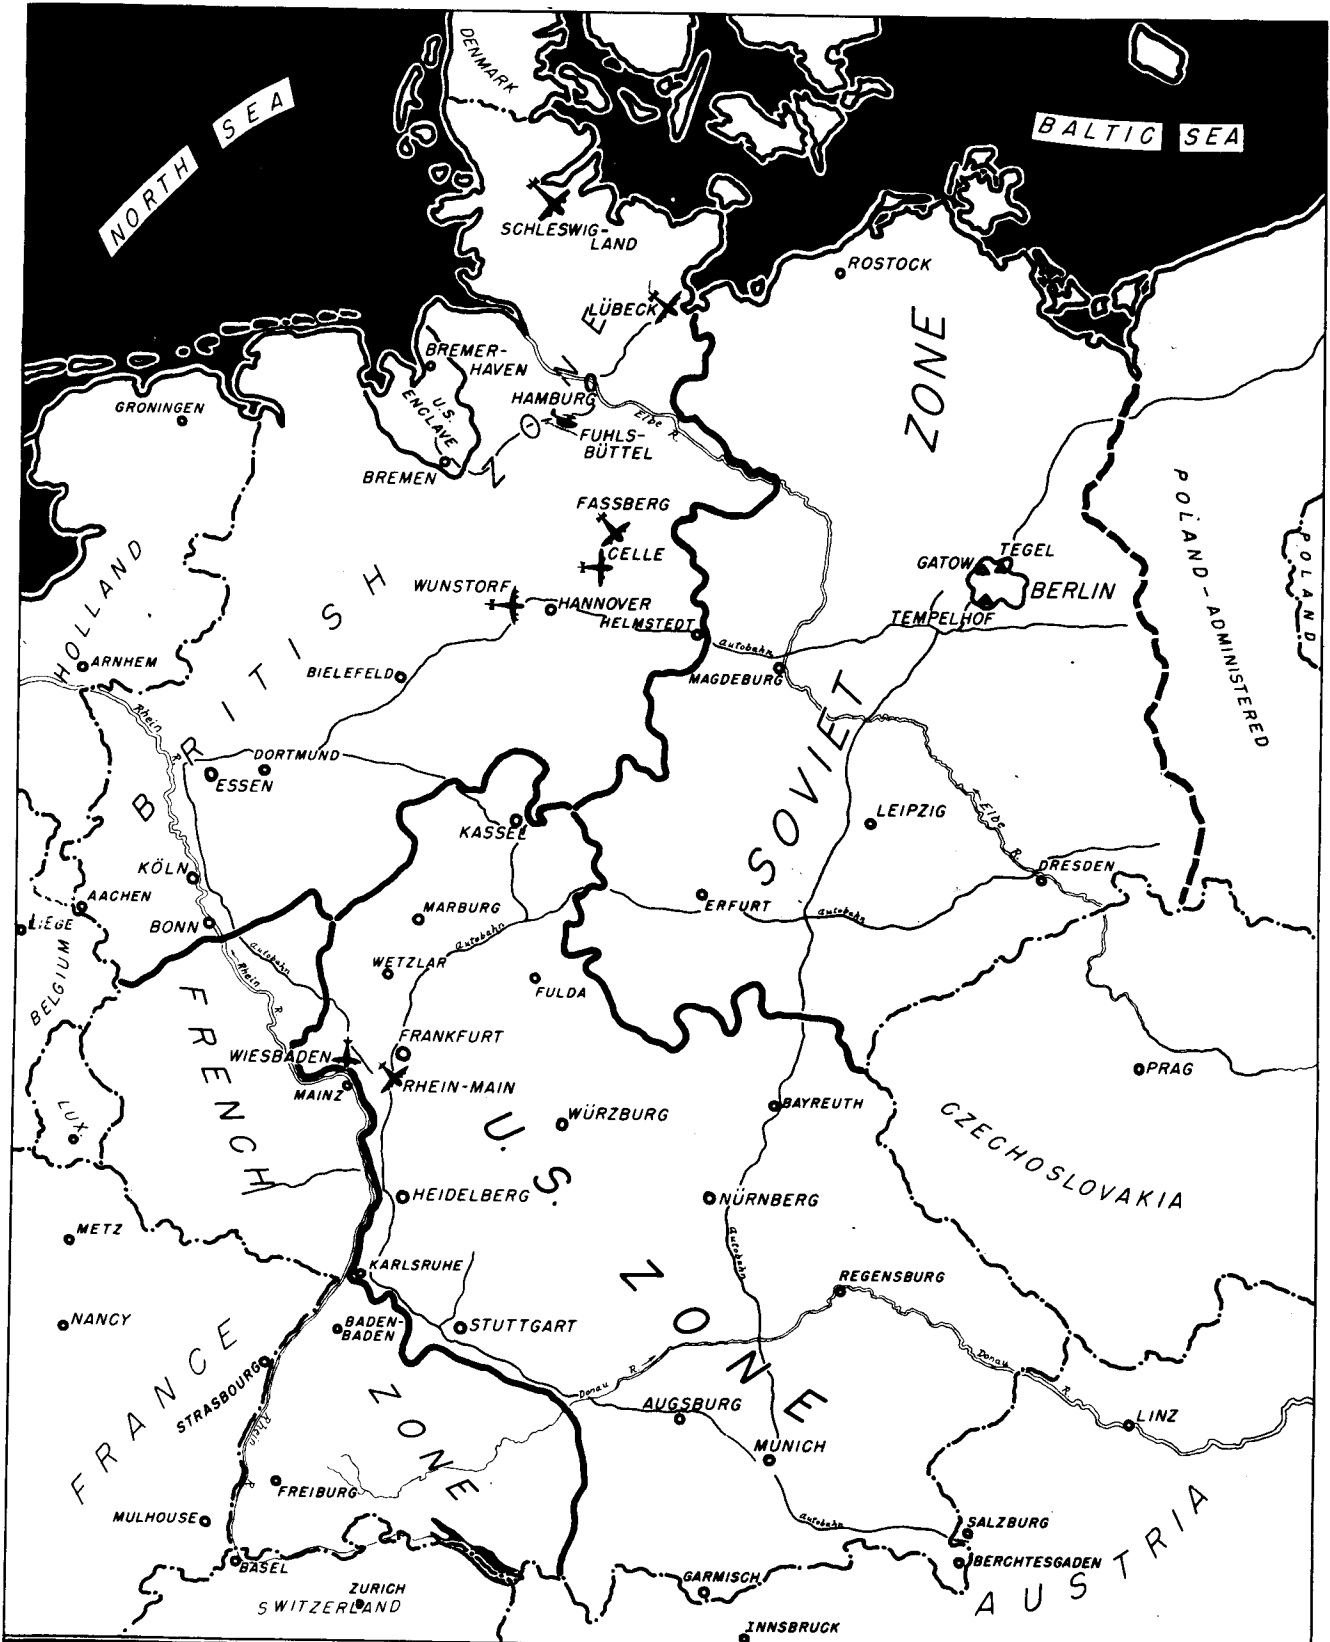 DENMARK
NORTH SEA
BALTIC SEA
SCHLESWIG-
LAND
ROSTOCK
LÜBECK
ZONE
BREMER-
HAVEN
U.S.
ENCLAVE
HAMBURG
Elbe R.
GRONINGEN
FUHLS-
BÜTTEL
BREMEN
ZONE
FASSBERG
CELLE
POLAND-ADMINISTERED
POLAND
GATOW
TEGEL
BERLIN
TEMPELHOF
WUNSTORF
HANNOVER
HELMSTEDT
autobahn
HOLLAND
BRITISH
ARNHEM
BIELEFELD
MAGDEBURG
Rhein R.
DORTMUND
ESSEN
SOVIET
KASSEL
LEIPZIG
Elbe R.
DRESDEN
KÖLN
AACHEN
LIEGE
BONN
MARBURG
ERFURT
autobahn
autobahn
autobahn
BELGIUM
WETZLAR
FULDA
Rhein R.
FRENCH
FRANKFURT
WIESBADEN
RHEIN-MAIN
MAINZ
PRAG
LUX.
WÜRZBURG
BAYREUTH
CZECHOSLOVAKIA
U.S.
HEIDELBERG
NÜRNBERG
METZ
autobahn
KARLSRUHE
ZONE
REGENSBURG
NANCY
BADEN-
BADEN
STUTTGART
FRANCE
STRASBOURG
Donau R.
Donau R.
ZONE
AUGSBURG
LINZ
Rhein R.
MUNICH
FREIBURG
MULHOUSE
autobahn
SALZBURG
BASEL
BERCHTESGADEN
AUSTRIA
GARMISCH
ZURICH
SWITZERLAND
INNSBRUCK